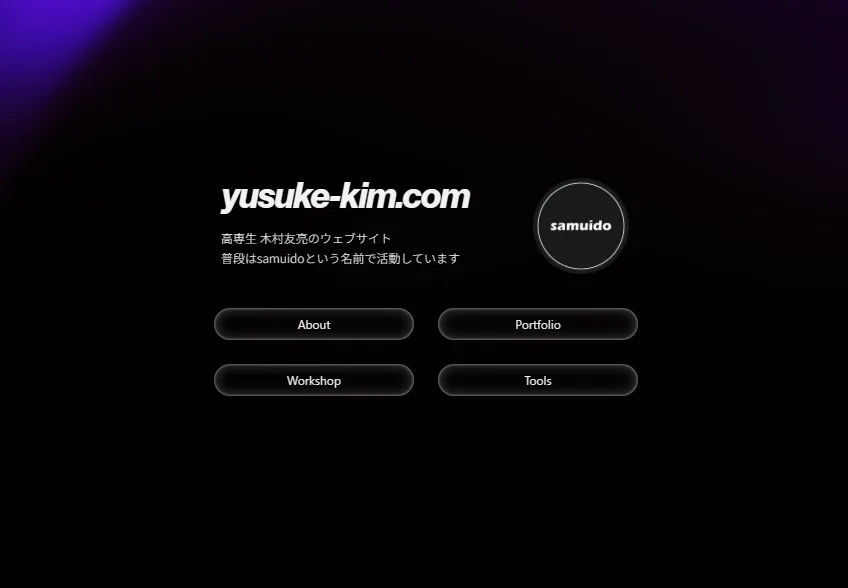 yusuke-kim.com
samuido
高専生 木村友亮のウェブサイト
普段はsamuidoという名前で活動しています
About
Portfolio
Workshop
Tools